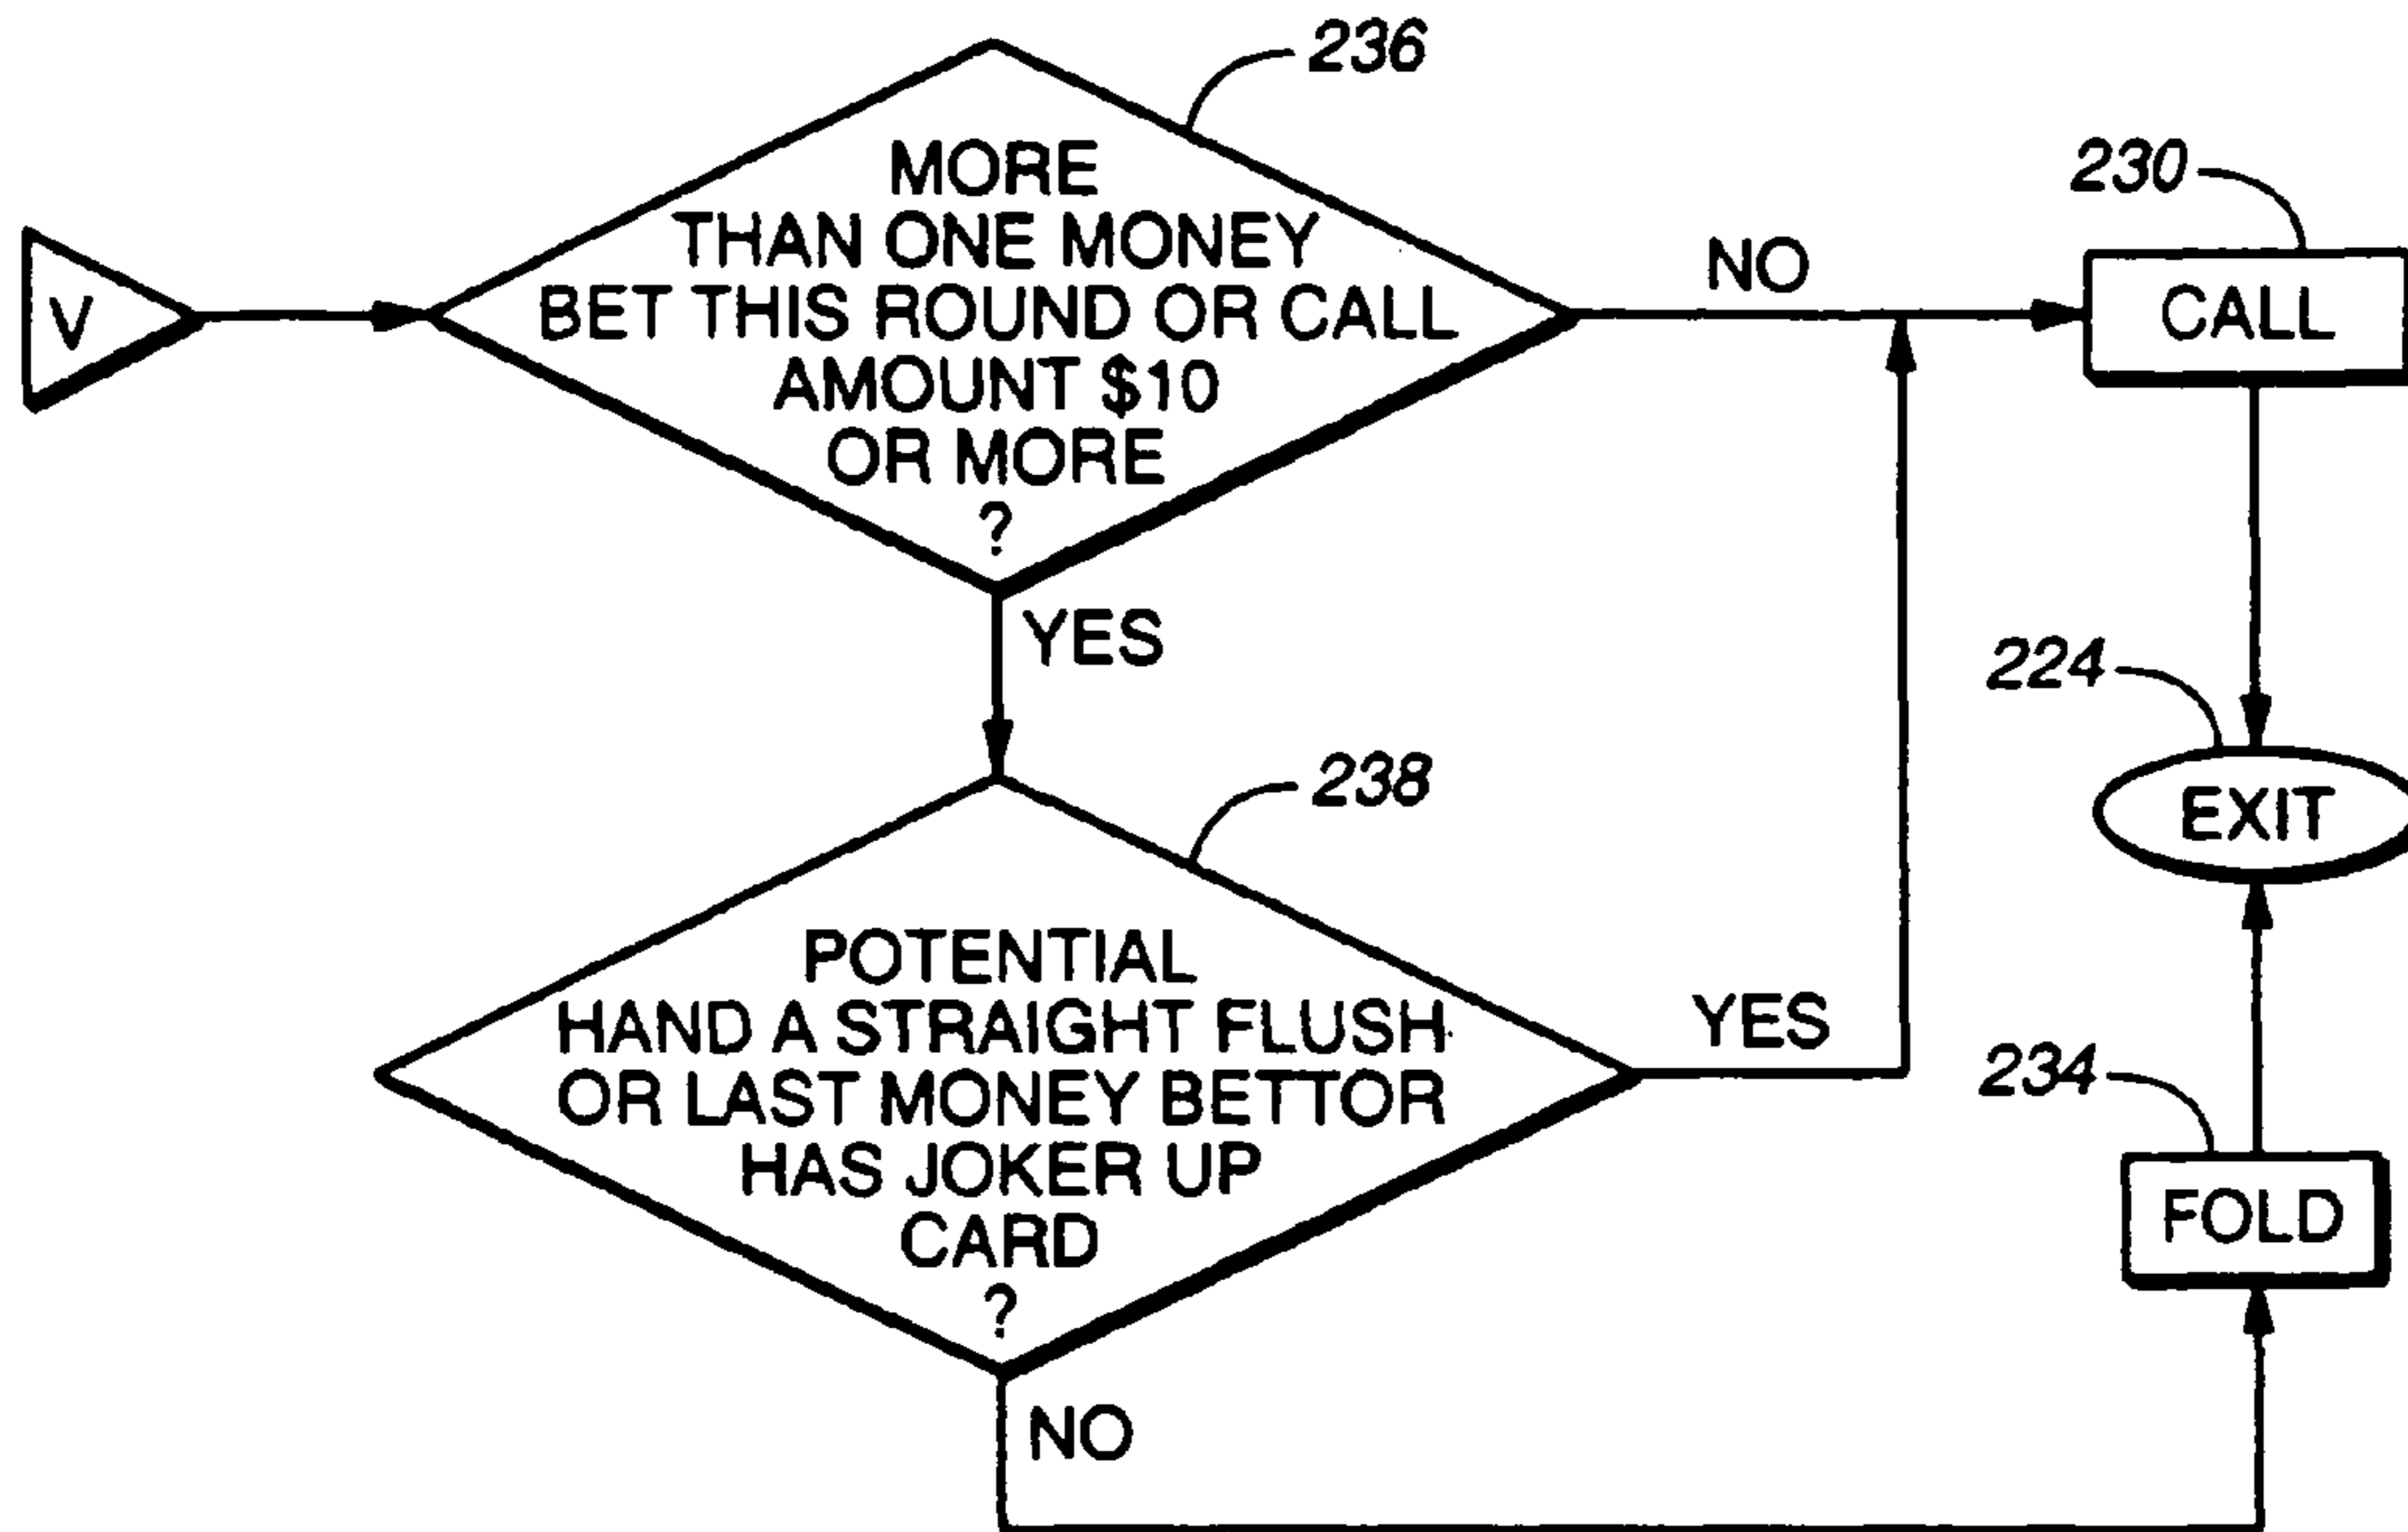 236
MORE
THAN ONE MONEY
BET THIS ROUND OR CALL
AMOUNT $10
OR MORE
?
V
NO
230
CALL
YES
224
EXIT
238
POTENTIAL
HAND A STRAIGHT FLUSH
OR LAST MONEY BETTOR
HAS JOKER UP
CARD
?
YES
234
FOLD
NO